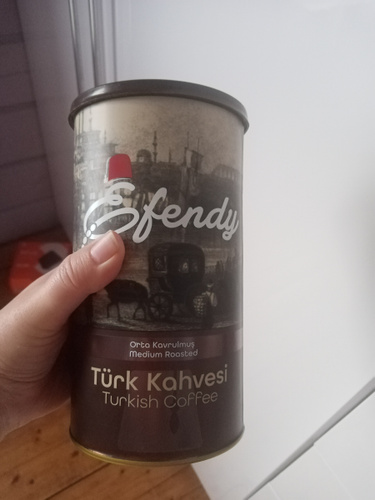 Efendy
Orta Kavrulmuş
Medium Roasted
Türk Kahvesi
Turkish Coffee